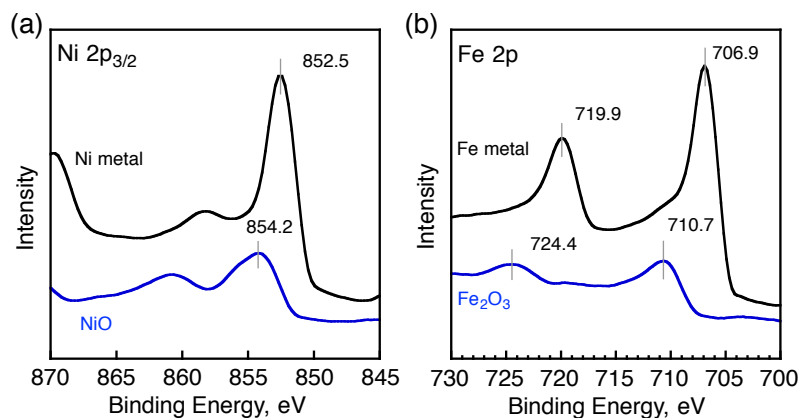 (a)
Ni 2p3/2
852.5
Ni metal
854.2
NiO
Intensity
870 865 860 855 850 845
Binding Energy, eV
(b)
Fe 2p
706.9
719.9
Fe metal
724.4
710.7
Fe2O3
Intensity
730 725 720 715 710 705 700
Binding Energy, eV